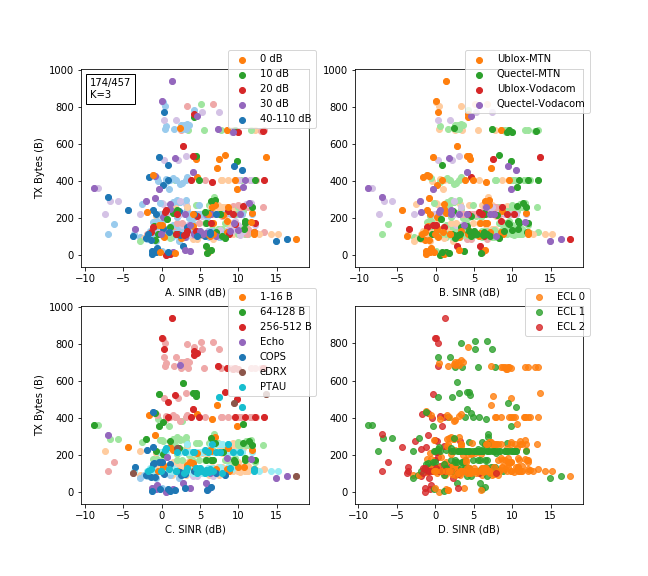 0 dB
10 dB
20 dB
30 dB
40-110 dB
174/457
K=3
1000
800
600
400
200
0
TX Bytes (B)
−10 −5 0 5 10 15
A. SINR (dB)
Ublox-MTN
Quectel-MTN
Ublox-Vodacom
Quectel-Vodacom
1000
800
600
400
200
0
−10 −5 0 5 10 15
B. SINR (dB)
1-16 B
64-128 B
256-512 B
Echo
COPS
eDRX
PTAU
1000
800
600
400
200
0
TX Bytes (B)
−10 −5 0 5 10 15
C. SINR (dB)
ECL 0
ECL 1
ECL 2
800
600
400
200
0
−10 −5 0 5 10 15
D. SINR (dB)